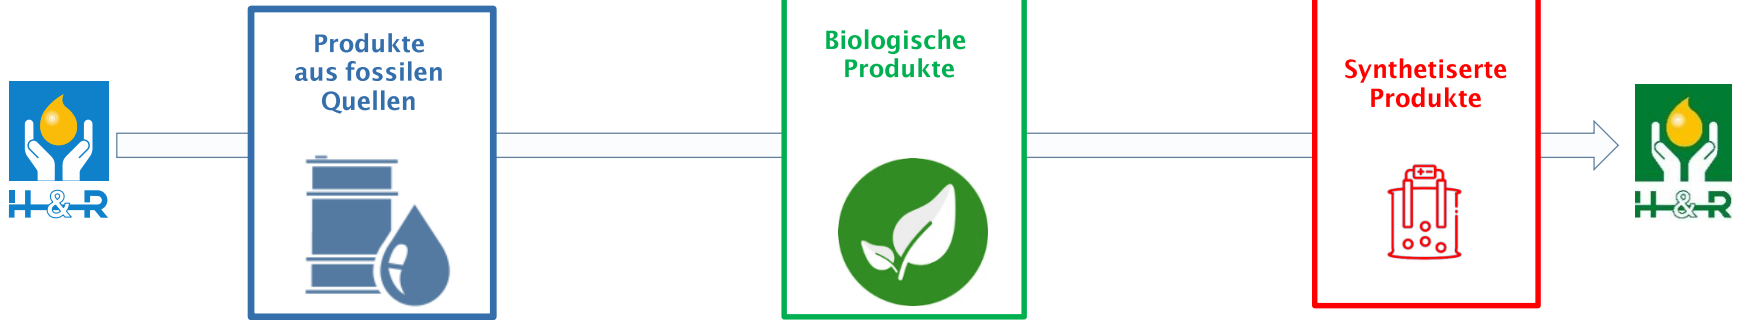 H&R
Produkte
aus fossilen
Quellen
Biologische
Produkte
Synthetiserte
Produkte
H&R